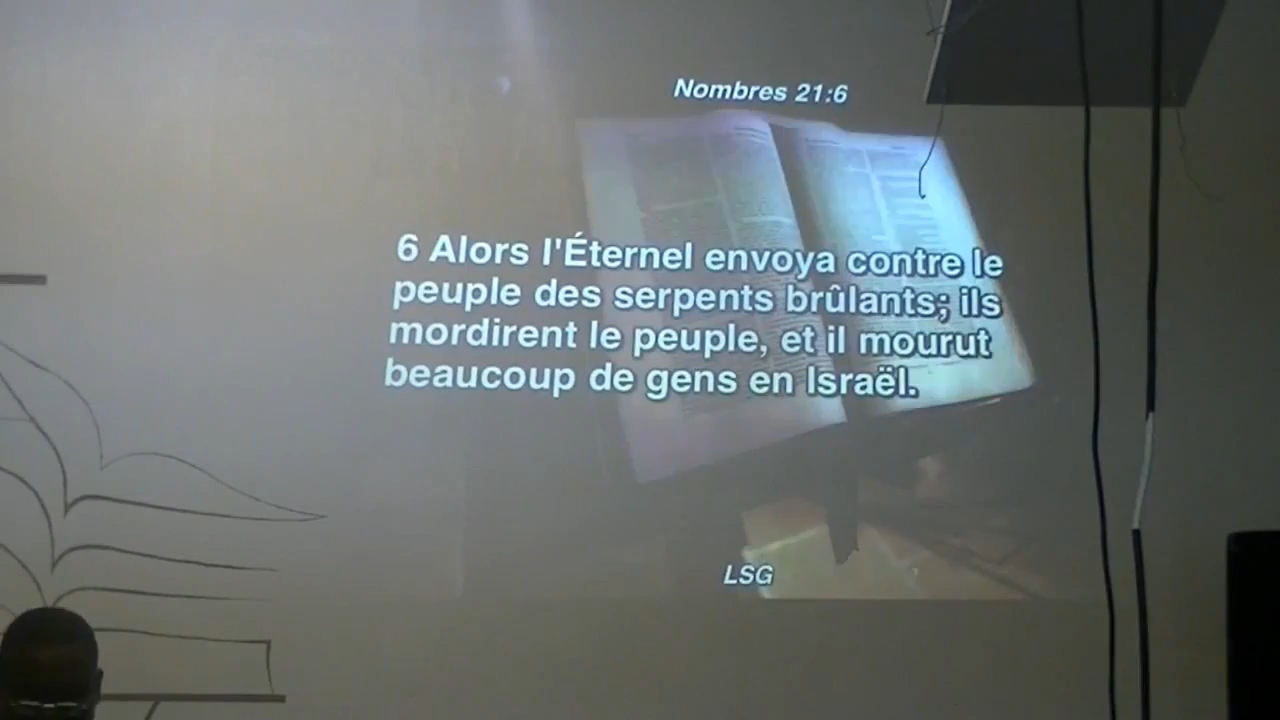 Nombres 21:6
6 Alors l'Éternel envoya contre le
peuple des serpents brûlants; ils
mordirent le peuple, et il mourut
beaucoup de gens en Israël.
LSG